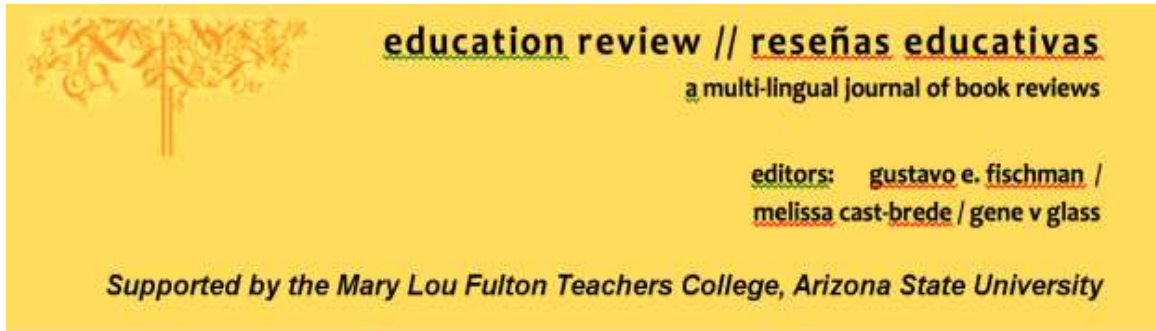 education review // reseñas educativas
a multi-lingual journal of book reviews
editors: gustavo e. fischman /
melissa cast-brede / gene v glass
Supported by the Mary Lou Fulton Teachers College, Arizona State University